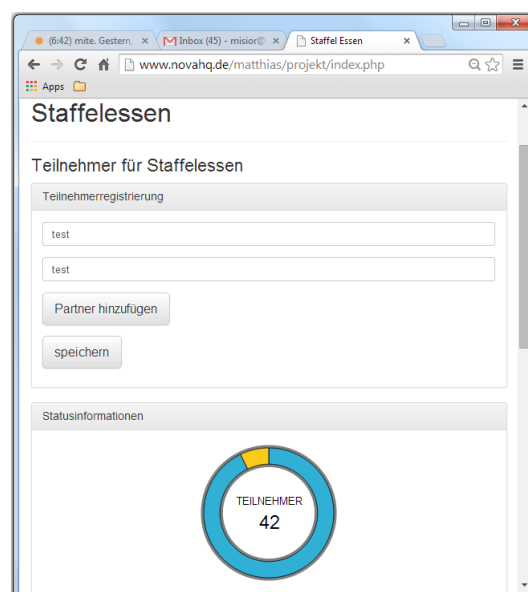 (6:42) mite. Gestern,
Inbox (45) - misior@
Staffel Essen
www.novahq.de/matthias/projekt/index.php
Apps
Staffelessen
Teilnehmer für Staffelessen
Teilnehmerregistrierung
test
test
Partner hinzufügen
speichern
Statusinformationen
TEILNEHMER
42